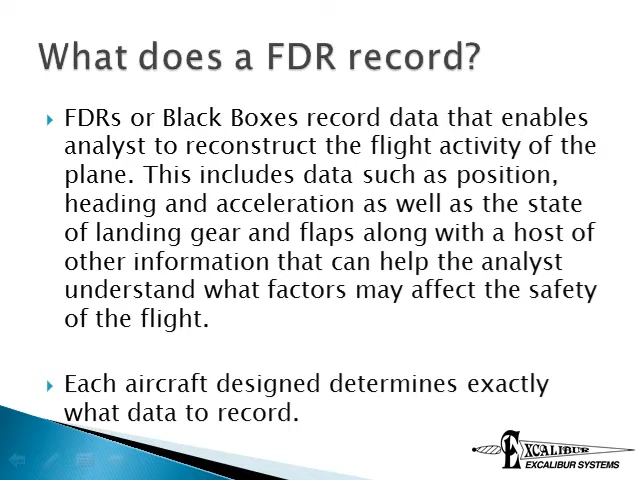 What does a FDR record?
FDRs or Black Boxes record data that enables
analyst to reconstruct the flight activity of the
plane. This includes data such as position,
heading and acceleration as well as the state
of landing gear and flaps along with a host of
other information that can help the analyst
understand what factors may affect the safety
of the flight.
Each aircraft designed determines exactly
what data to record.
EXCALIBUR
EXCALIBUR SYSTEMS